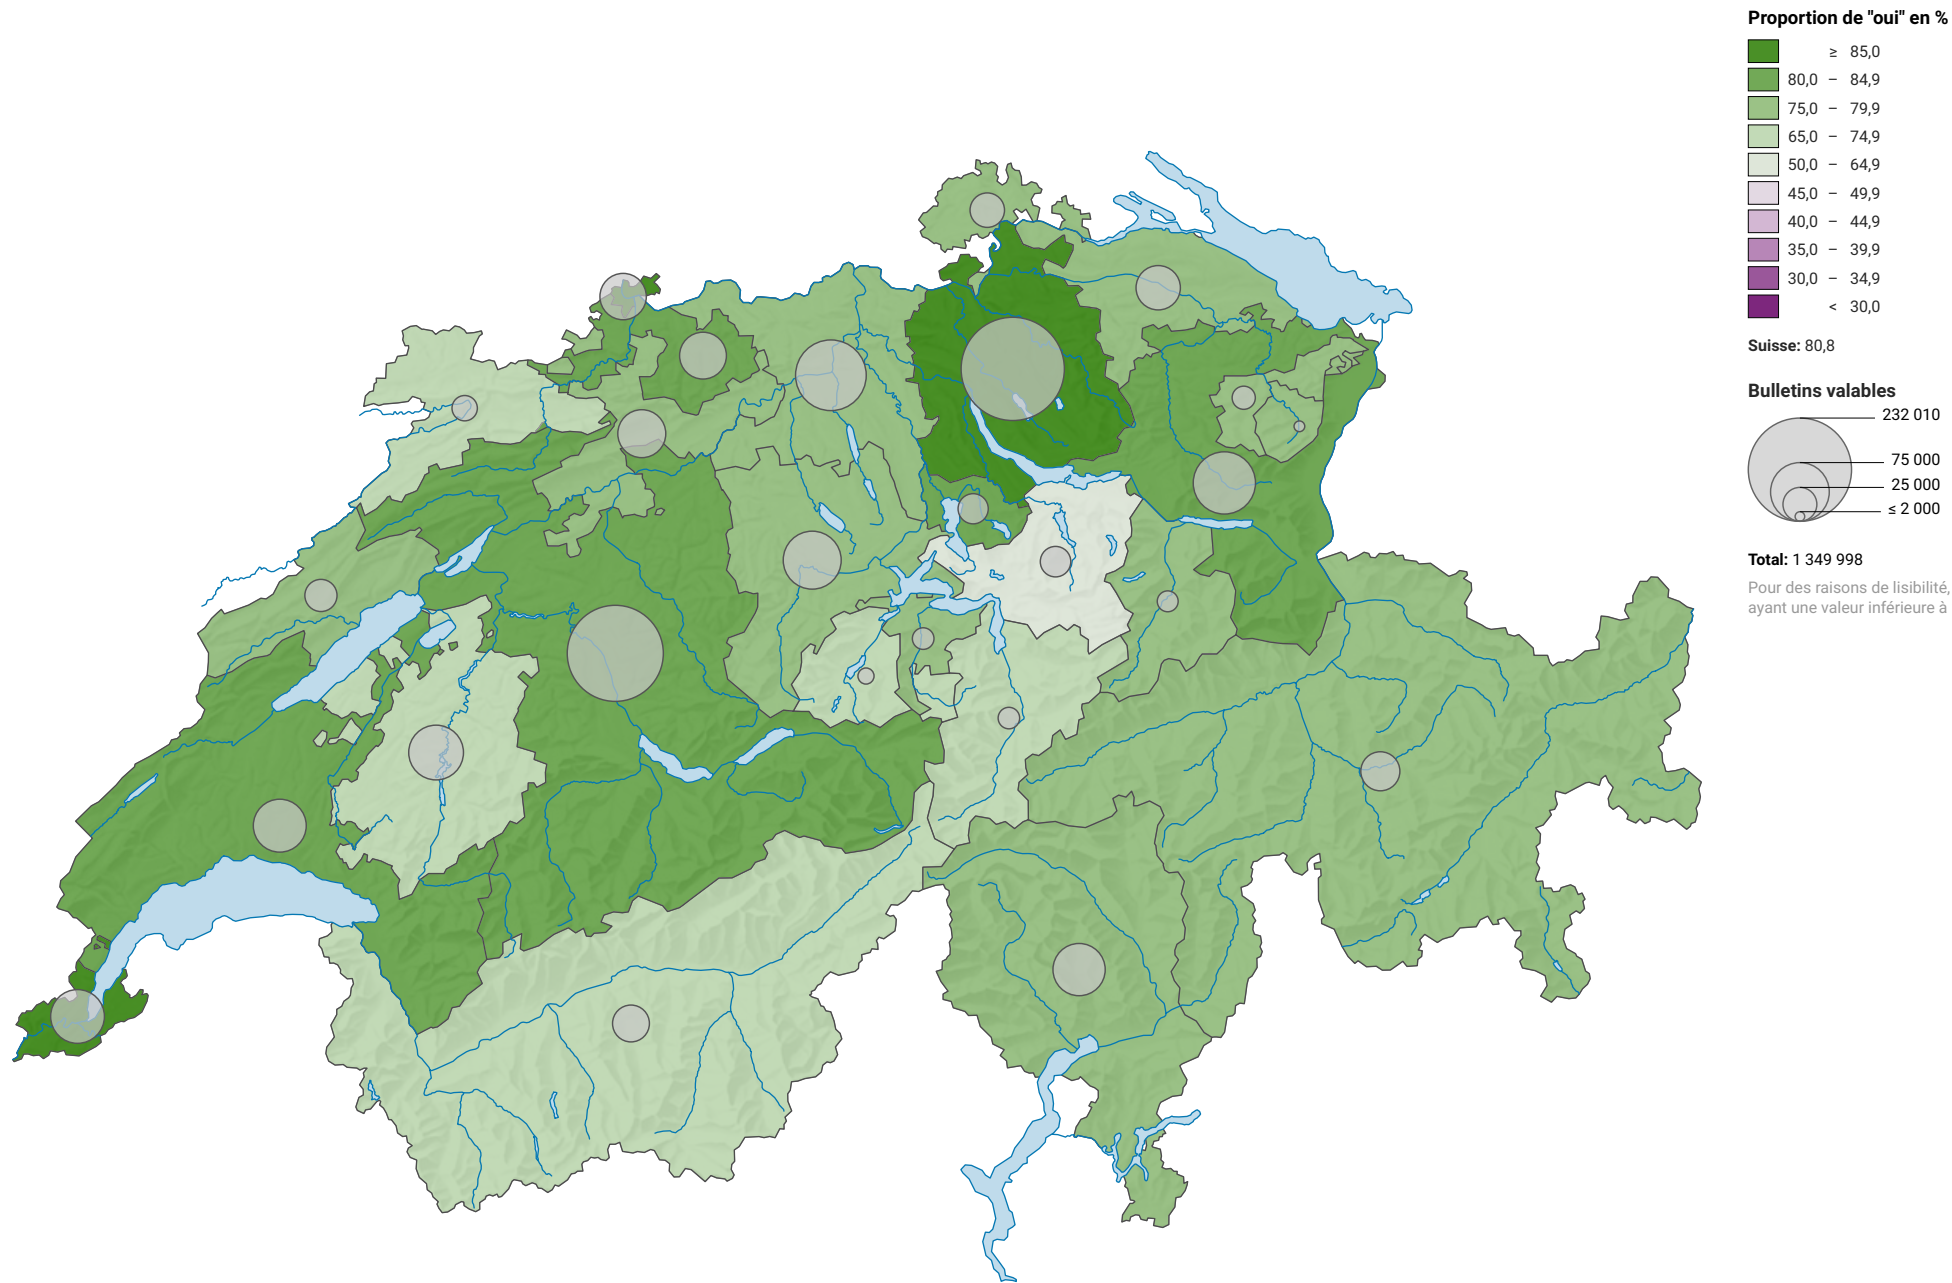 Proportion de "oui" en %
≥ 85,0
80,0 – 84,9
75,0 – 79,9
65,0 – 74,9
50,0 – 64,9
45,0 – 49,9
40,0 – 44,9
35,0 – 39,9
30,0 – 34,9
< 30,0
Suisse: 80,8
Bulletins valables
232 010
75 000
25 000
≤ 2 000
Total: 1 349 998
Pour des raisons de lisibilité,
ayant une valeur inférieure à